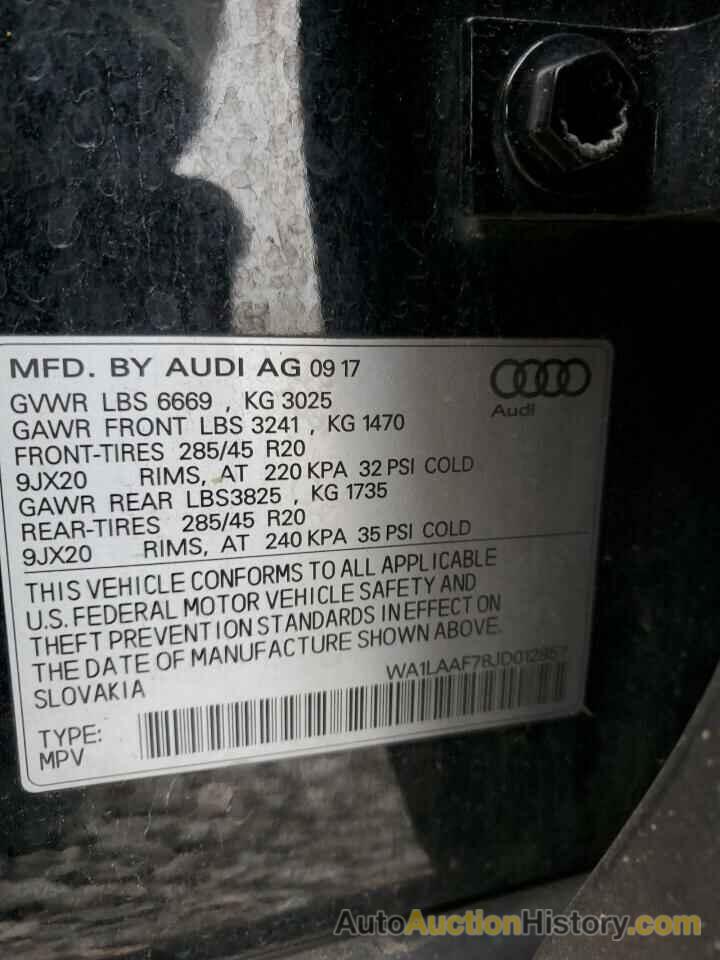 MFD. BY AUDI AG 09 17
Audi
GVWR LBS 6669 , KG 3025
GAWR FRONT LBS 3241 , KG 1470
FRONT-TIRES 285/45 R20
9JX20 RIMS, AT 220 KPA 32 PSI COLD
GAWR REAR LBS3825 , KG 1735
REAR-TIRES 285/45 R20
9JX20 RIMS, AT 240 KPA 35 PSI COLD
THIS VEHICLE CONFORMS TO ALL APPLICABLE
U.S. FEDERAL MOTOR VEHICLE SAFETY AND
THEFT PREVENTION STANDARDS IN EFFECT ON
THE DATE OF MANUFACTURE SHOWN ABOVE.
SLOVAKIA WA1LAAF78JD012957
TYPE:
MPV
AutoAuctionHistory.com